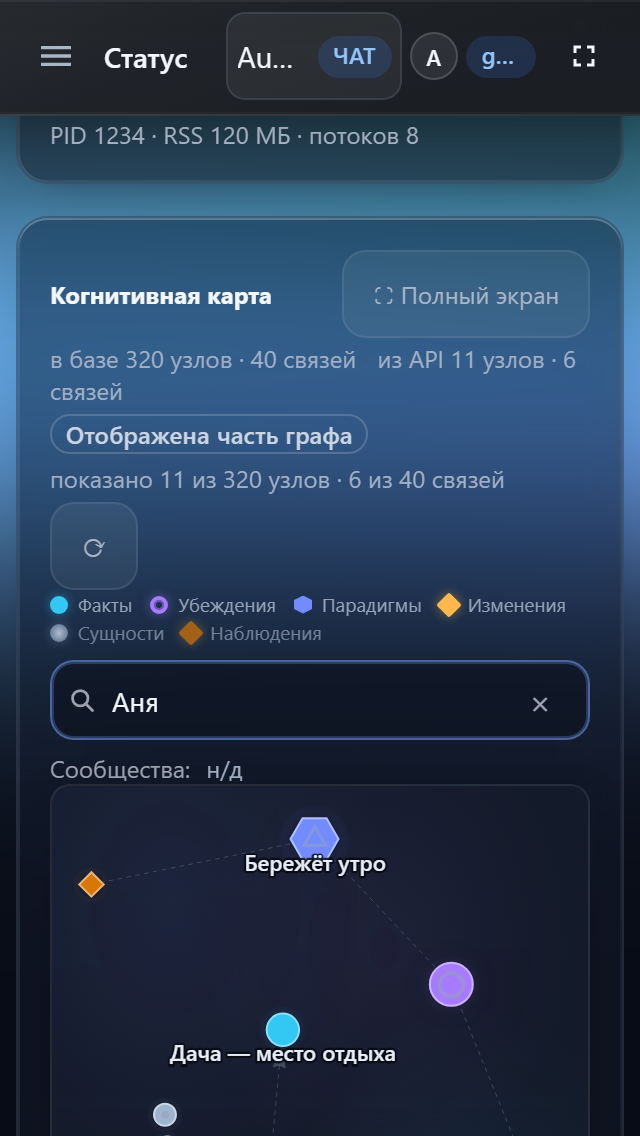 Статус
Au...
ЧАТ
A
g...
PID 1234 · RSS 120 МБ · потоков 8
Когнитивная карта
Полный экран
в базе 320 узлов · 40 связей из API 11 узлов · 6
связей
Отображена часть графа
показано 11 из 320 узлов · 6 из 40 связей
Факты Убеждения Парадигмы Изменения
Сущности Наблюдения
Аня
Сообщества: н/д
Бережёт утро
Дача — место отдыха